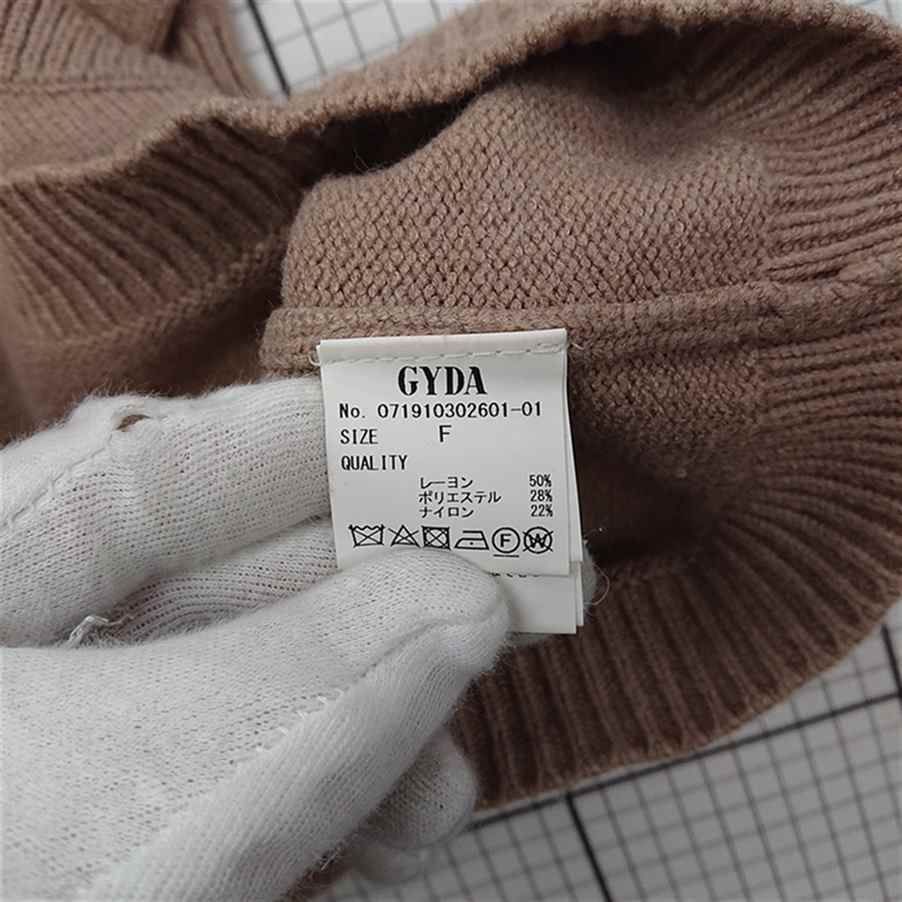 GYDA
No. 071910302601-01
SIZE F
QUALITY
レーヨン 50%
ポリエステル 28%
ナイロン 22%
F W